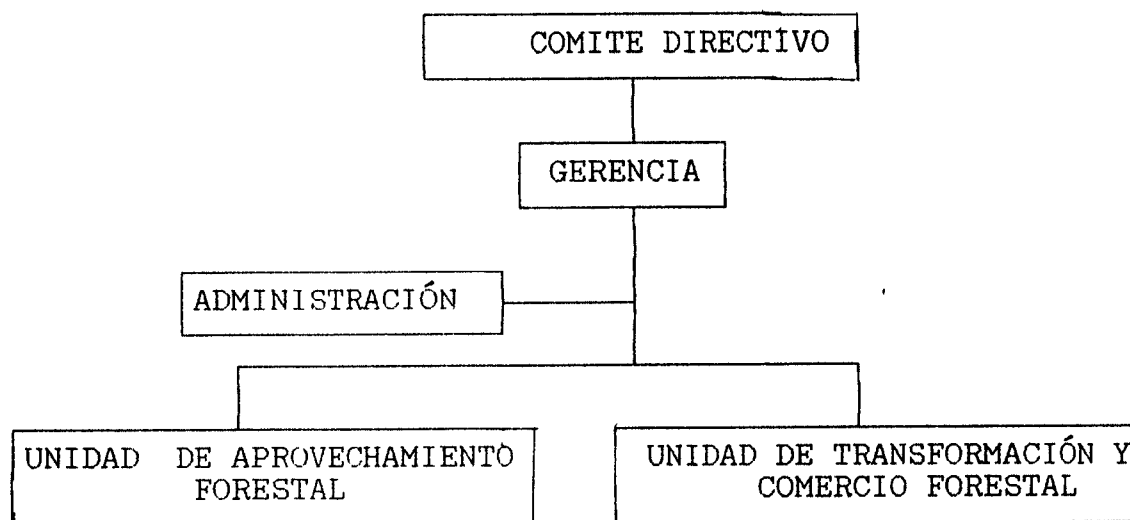 COMITE DIRECTIVO
GERENCIA
ADMINISTRACIÓN
UNIDAD DE APROVECHAMIENTO
FORESTAL
UNIDAD DE TRANSFORMACIÓN Y
COMERCIO FORESTAL